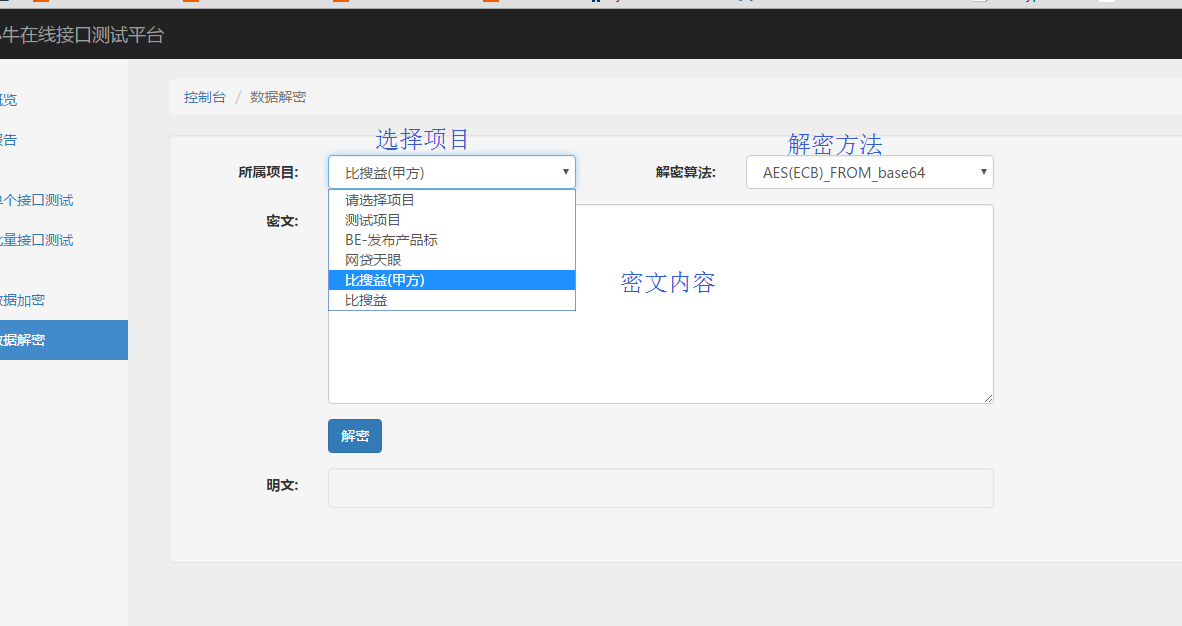 牛在线接口测试平台
控制台 / 数据解密
览
告
个接口测试
量接口测试
据加密
据解密
选择项目
解密方法
所属项目:
比搜益(甲方)
解密算法:
AES(ECB)_FROM_base64
请选择项目
测试项目
BE-发布产品标
网贷天眼
比搜益(甲方)
比搜益
密文:
密文内容
解密
明文: